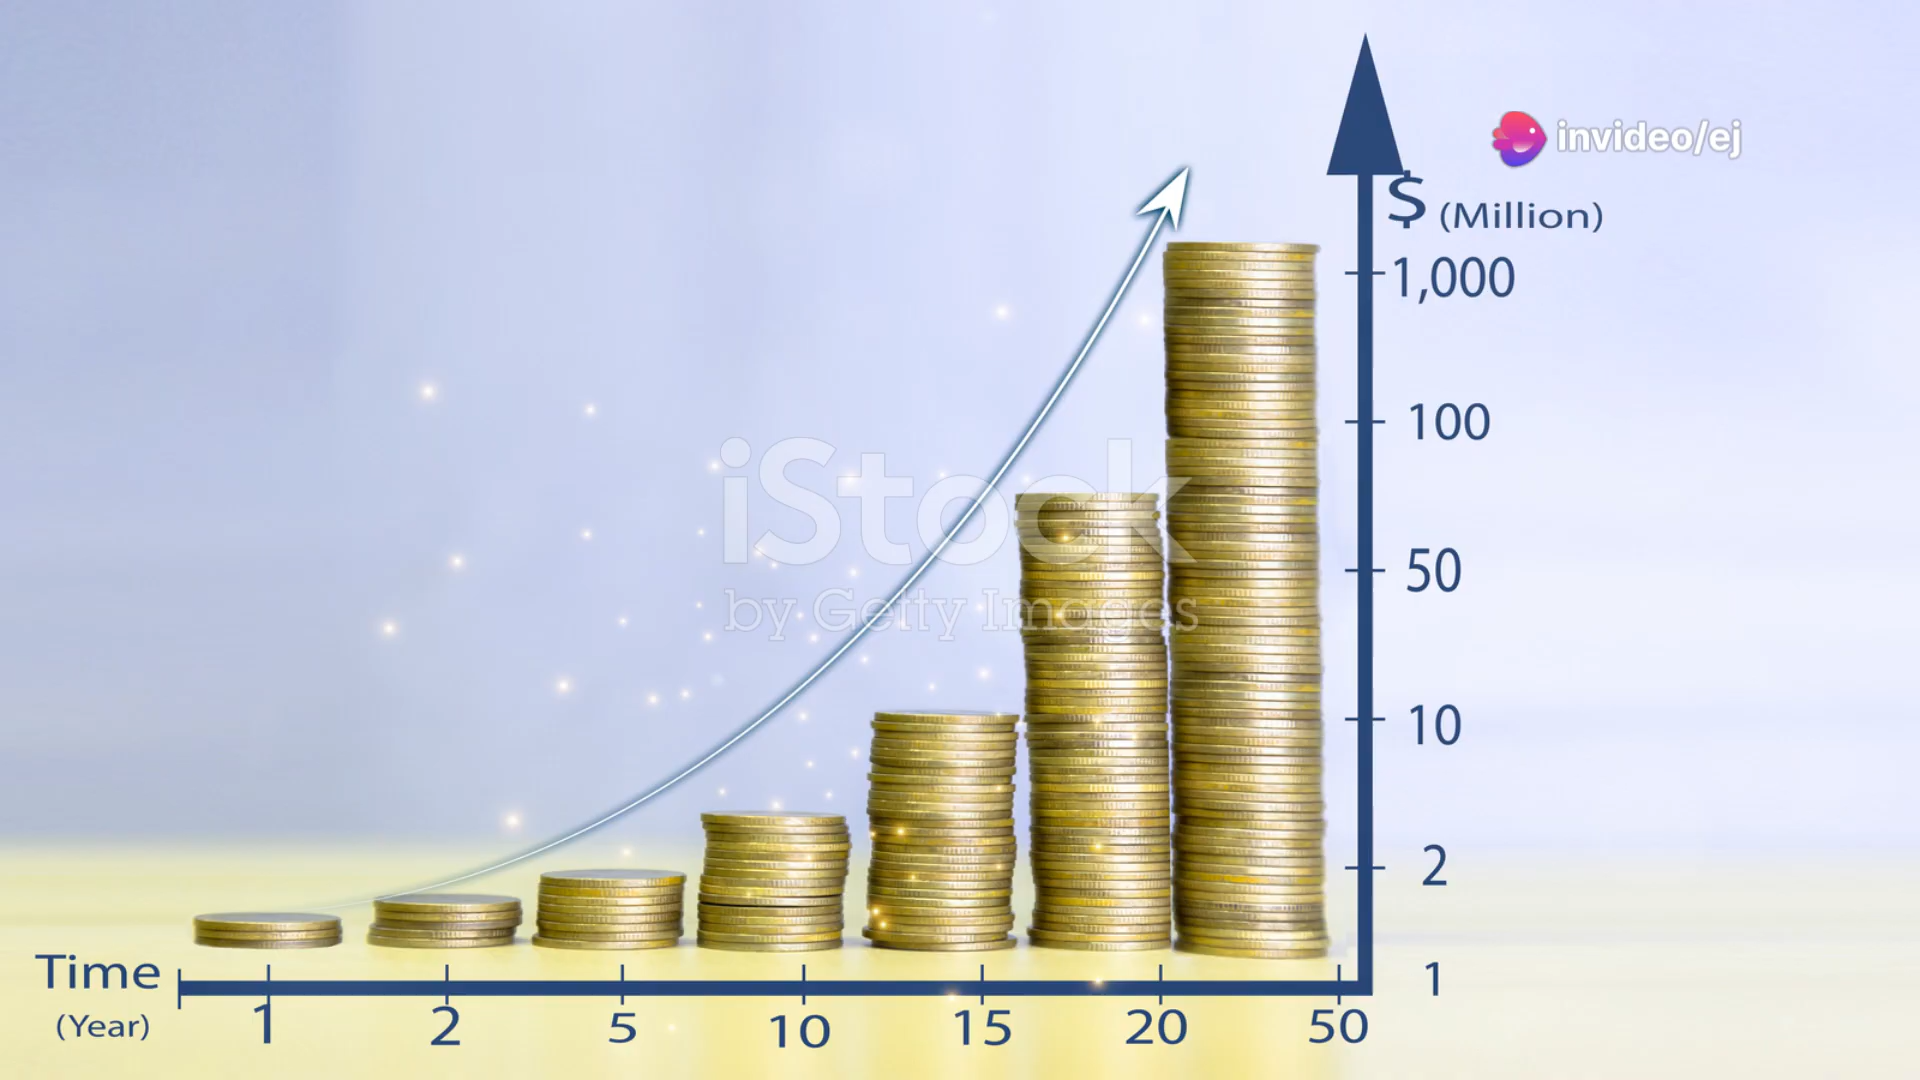 invideo/ej
$ (Million)
1,000
100
iStock
50
by Getty Images
10
2
Time
1
(Year)
1 2 5 10 15 20 50